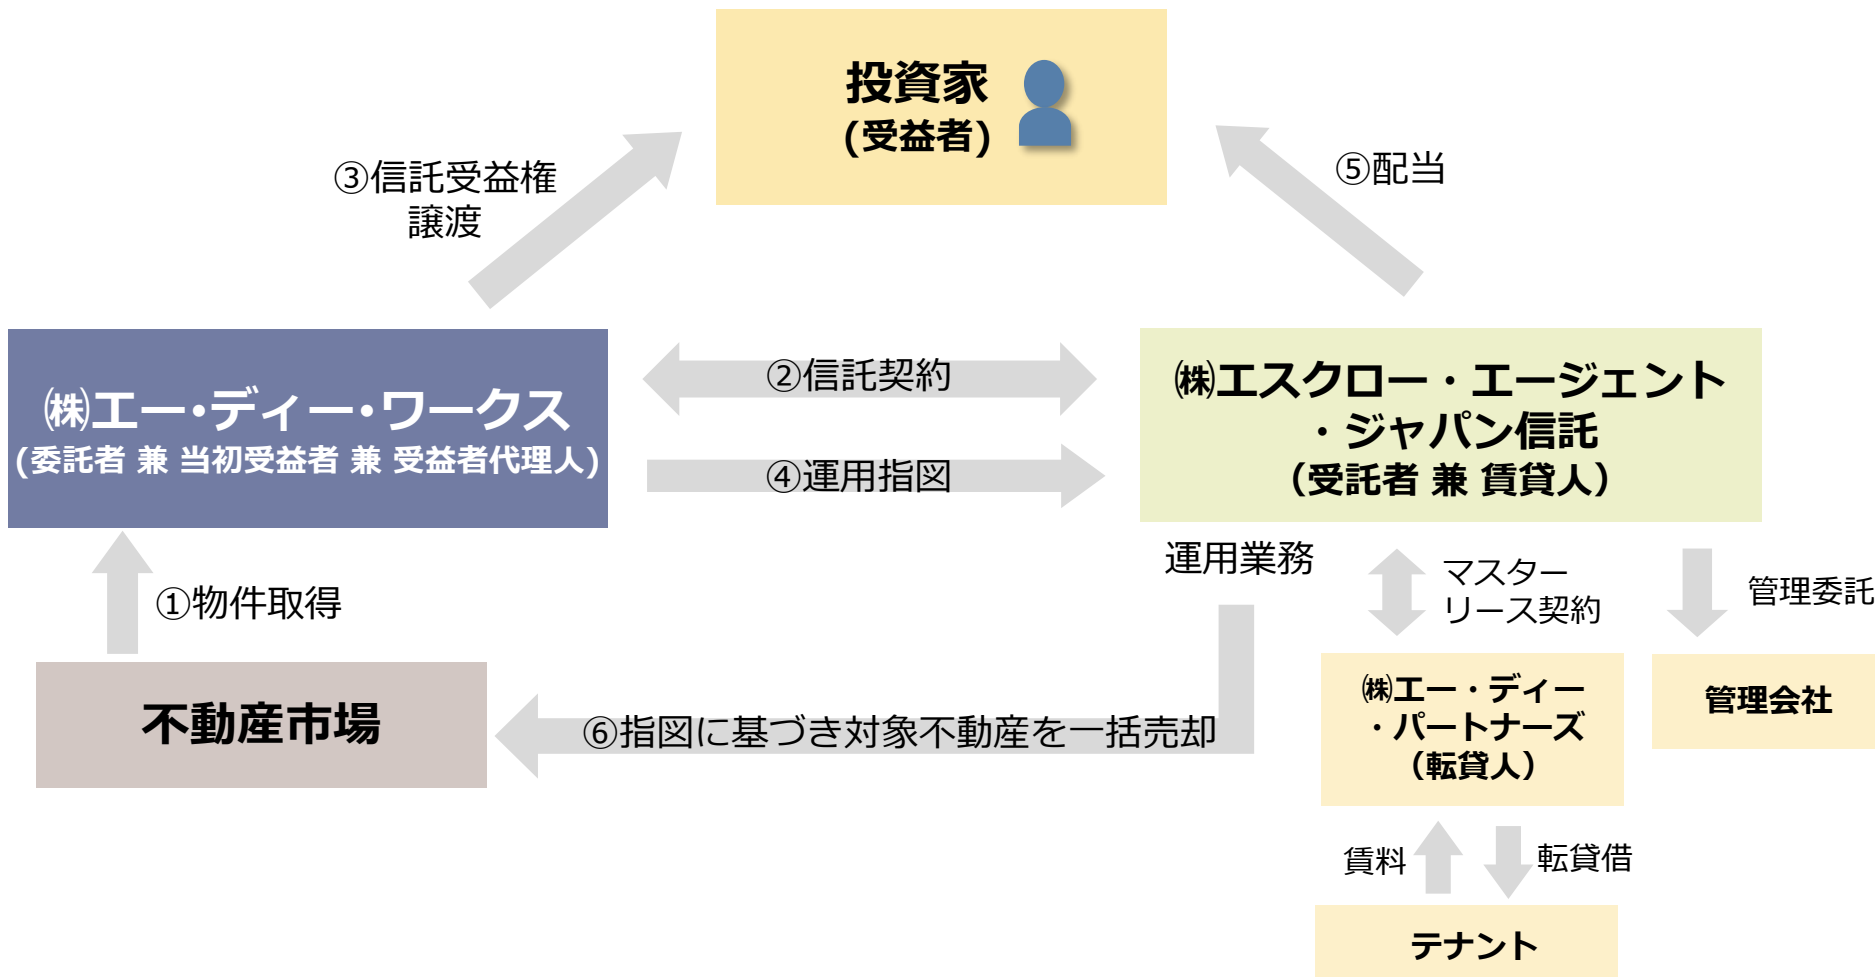 投資家
(受益者)
③信託受益権
譲渡
⑤配当
㈱エー・ディー・ワークス
(委託者 兼 当初受益者 兼 受益者代理人)
②信託契約
④運用指図
㈱エスクロー・エージェント
・ジャパン信託
（受託者 兼 賃貸人）
①物件取得
運用業務
マスター
リース契約
管理委託
不動産市場
⑥指図に基づき対象不動産を一括売却
㈱エー・ディー
・パートナーズ
（転貸人）
管理会社
賃料
転貸借
テナント